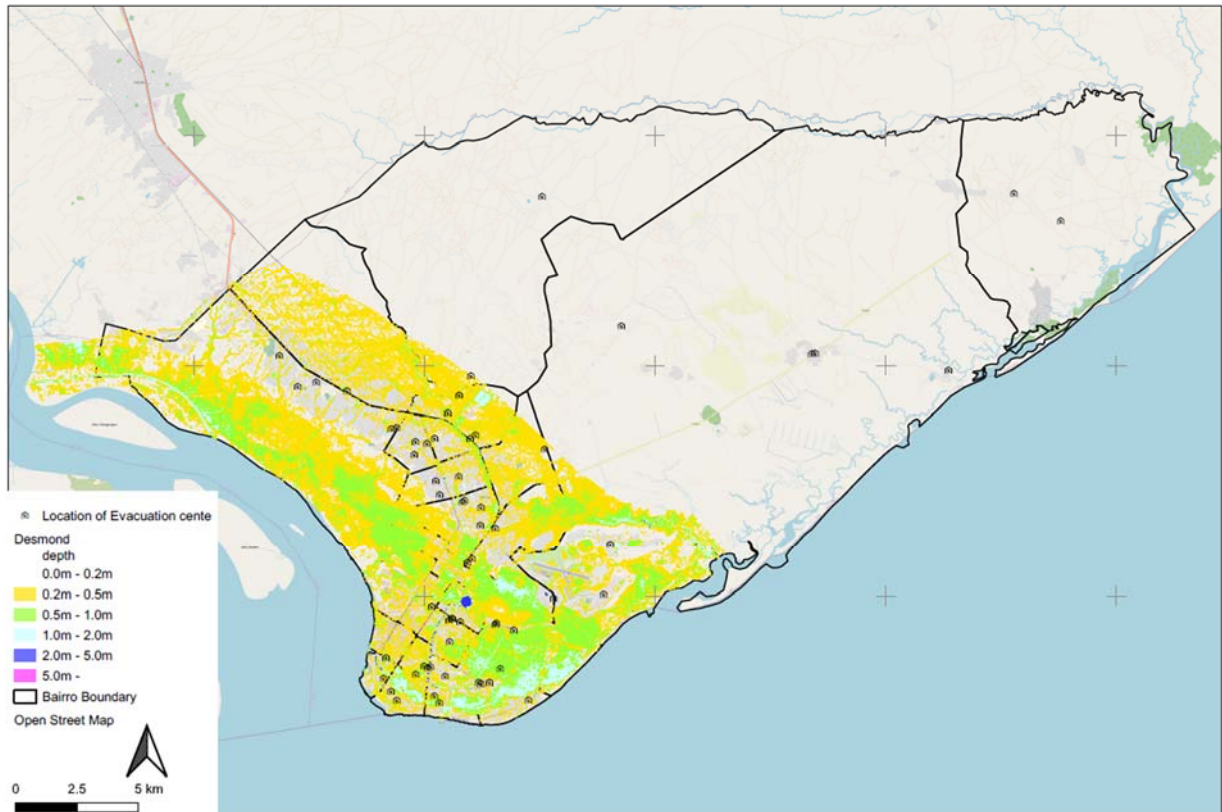 Location of Evacuation cente
Desmond
depth
0.0m - 0.2m
0.2m - 0.5m
0.5m - 1.0m
1.0m - 2.0m
2.0m - 5.0m
5.0m -
Bairro Boundary
Open Street Map
0 2.5 5 km